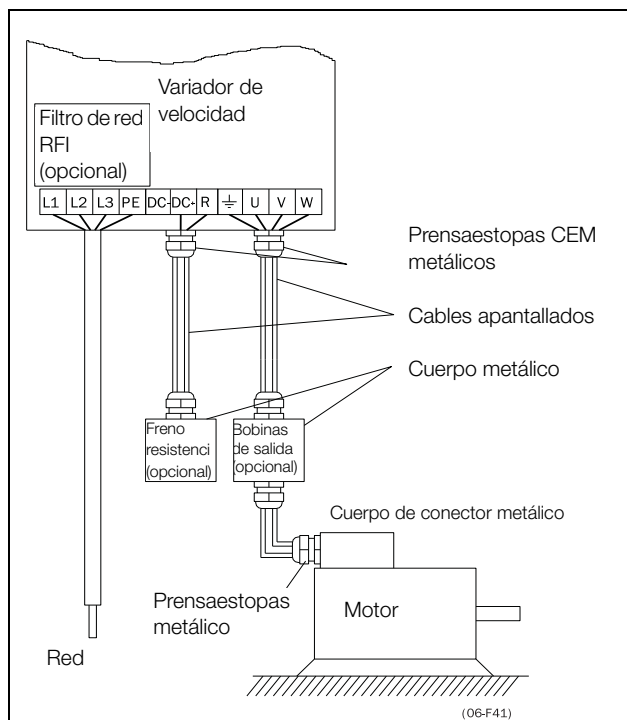 Variador de
velocidad
Filtro de red
RFI
(opcional)
L1 L2 L3 PE DC- DC+ R ⏚ U V W
Prensaestopas CEM
metálicos
Cables apantallados
Cuerpo metálico
Freno
resistenci
(opcional)
Bobinas
de salida
(opcional)
Cuerpo de conector metálico
Prensaestopas
metálico
Motor
Red
(06-F41)